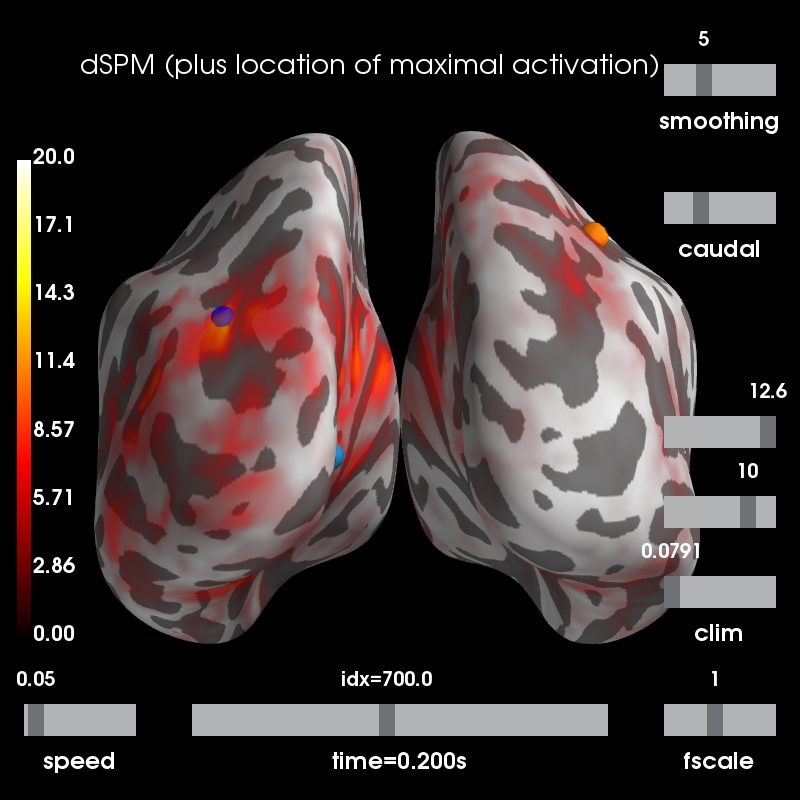 5
dSPM (plus location of maximal activation)
smoothing
20.0
17.1
14.3
11.4
8.57
5.71
2.86
0.00
caudal
12.6
10
0.0791
clim
0.05
idx=700.0
1
speed
time=0.200s
fscale